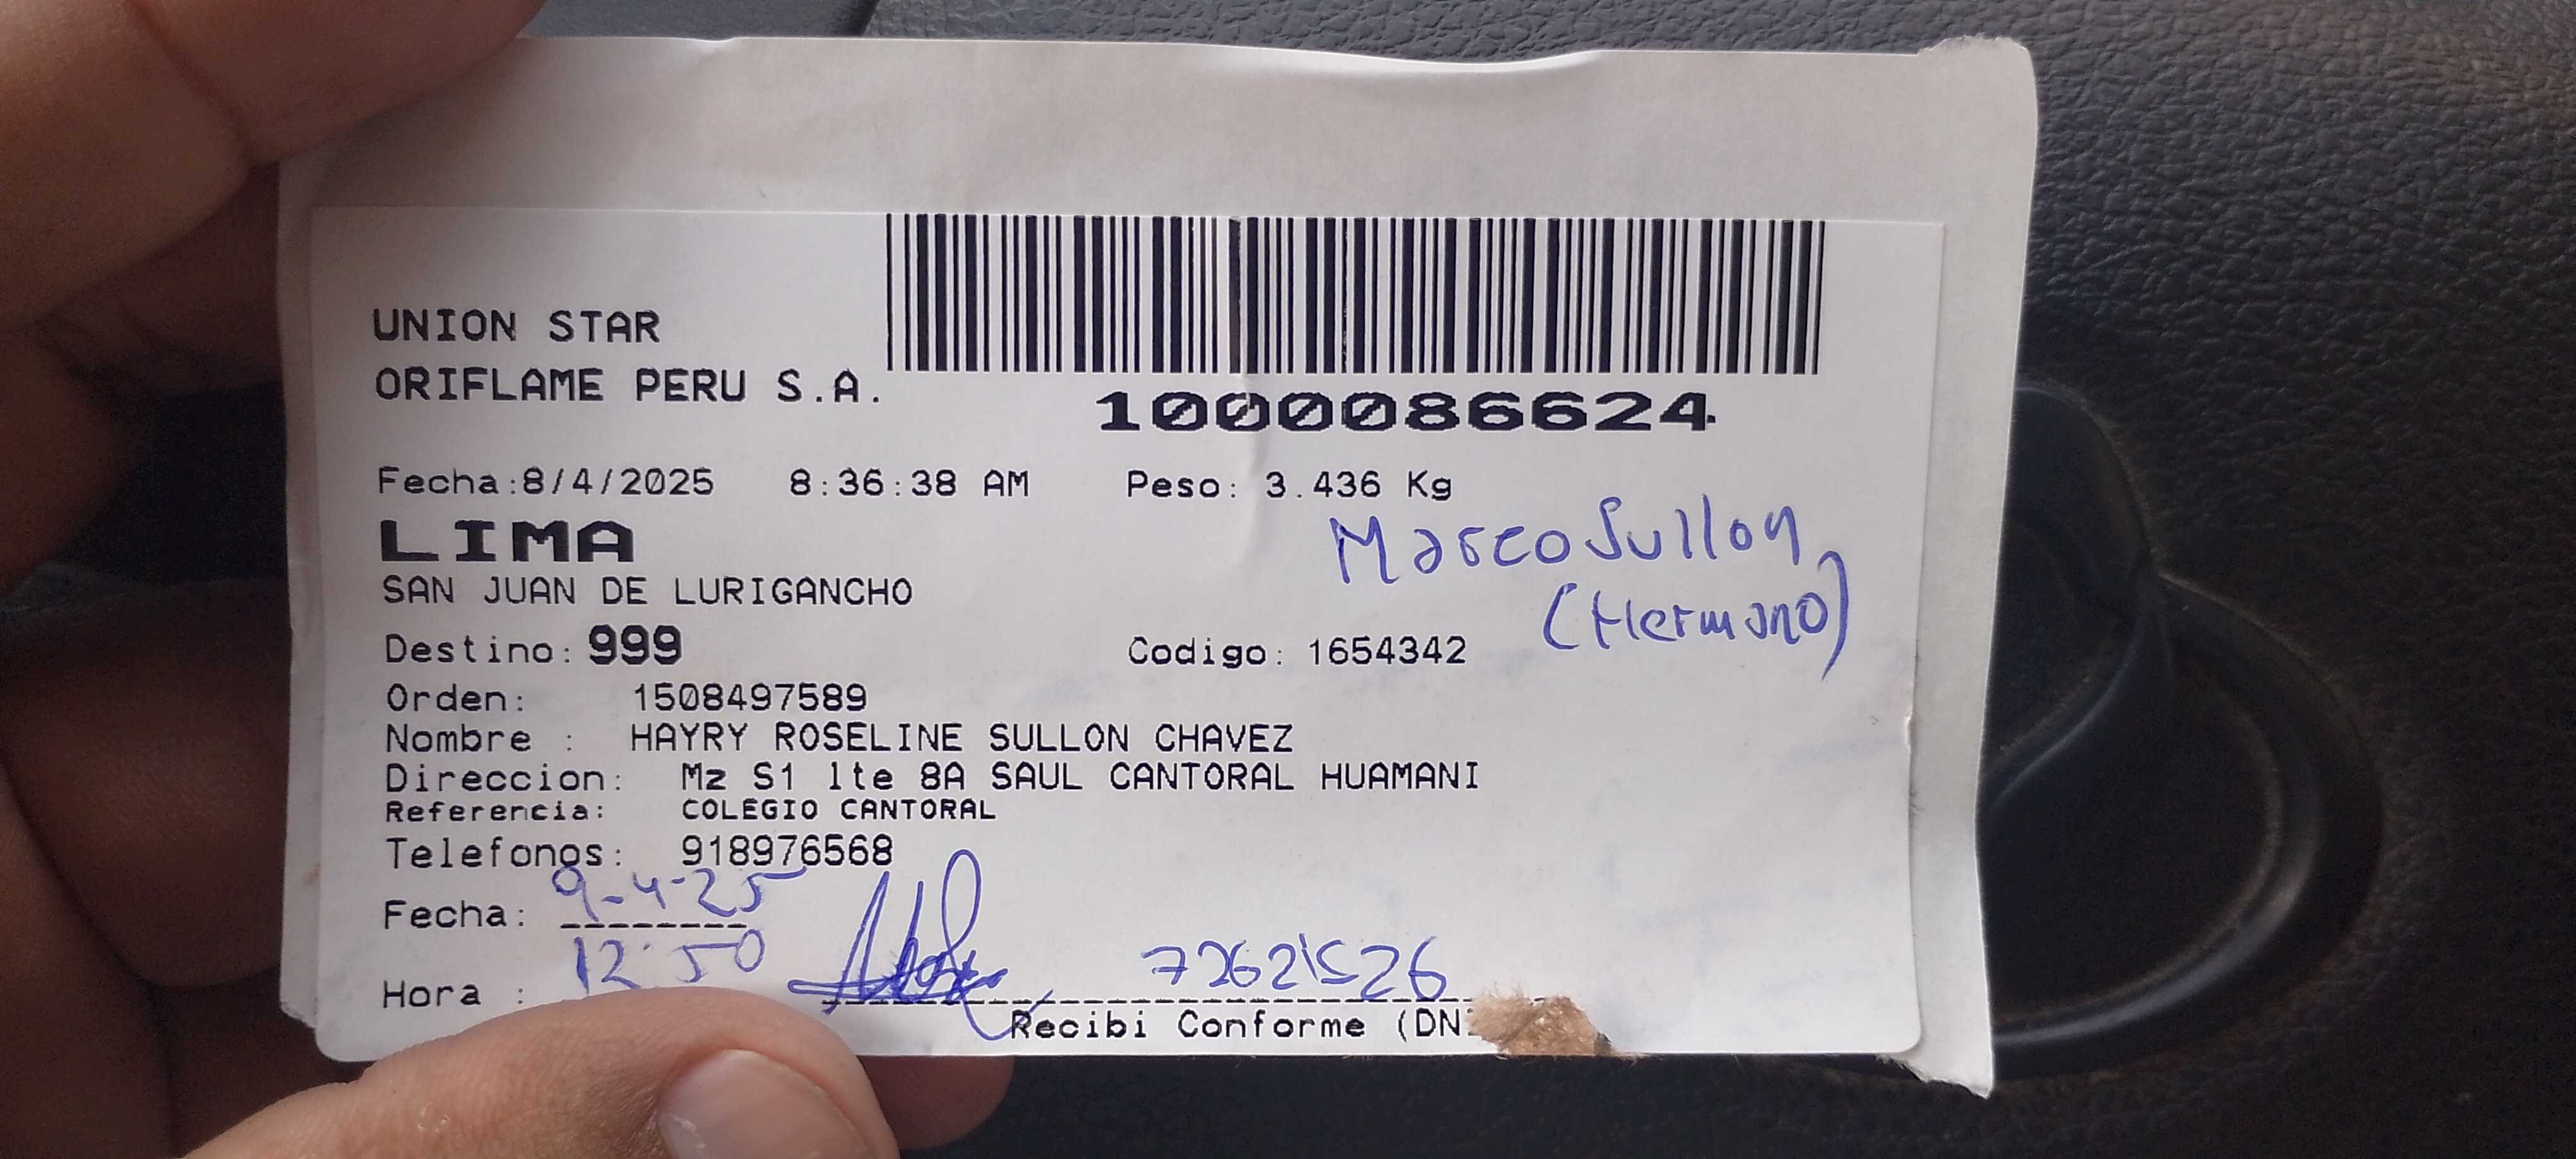 UNION STAR
ORIFLAME PERU S.A.
1000086624
Fecha:8/4/2025 8:36:38 AM Peso: 3.436 Kg
LIMA
Marco Sullon
SAN JUAN DE LURIGANCHO
(Hermano)
Destino: 999 Codigo: 1654342
Orden: 1508497589
Nombre : HAYRY ROSELINE SULLON CHAVEZ
Direccion: Mz S1 lte 8A SAUL CANTORAL HUAMANI
Referencia: COLEGIO CANTORAL
Telefonos: 918976568
Fecha: 9-4-25
Hora : 12:50 72621526
Recibi Conforme (DN